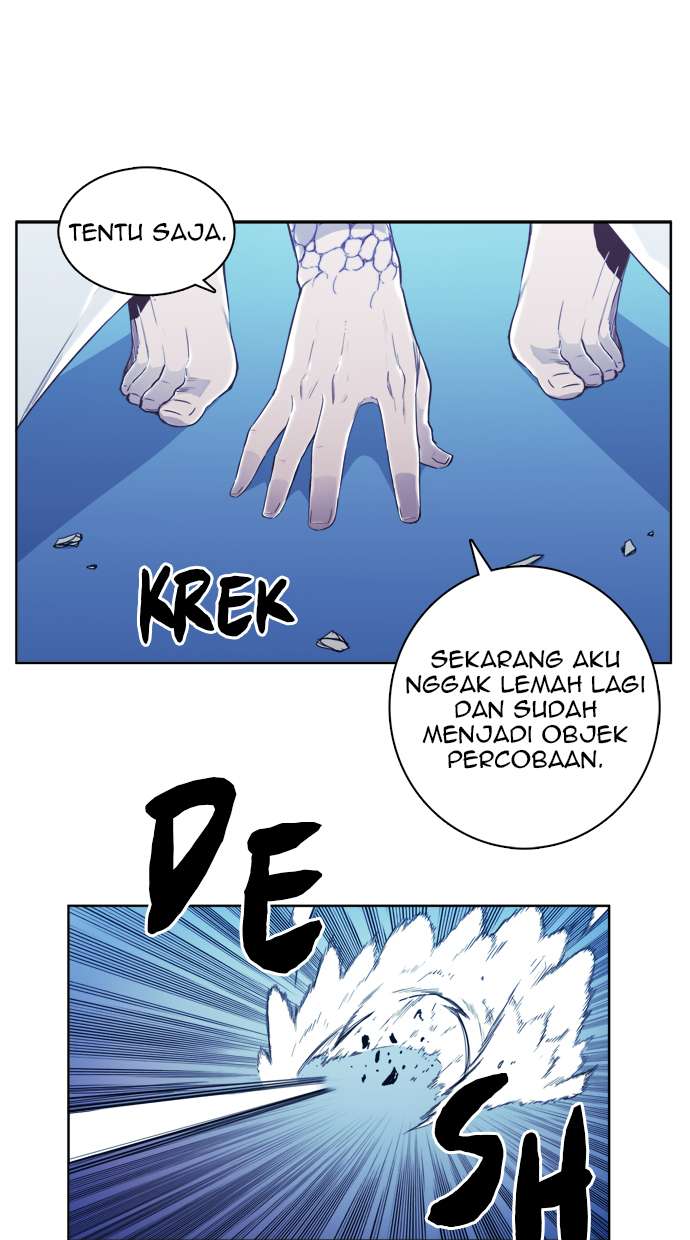 TENTU SAJA.
KREK
SEKARANG AKU
NGGAK LEMAH LAGI
DAN SUDAH
MENJADI OBJEK
PERCOBAAN.
DE
SH